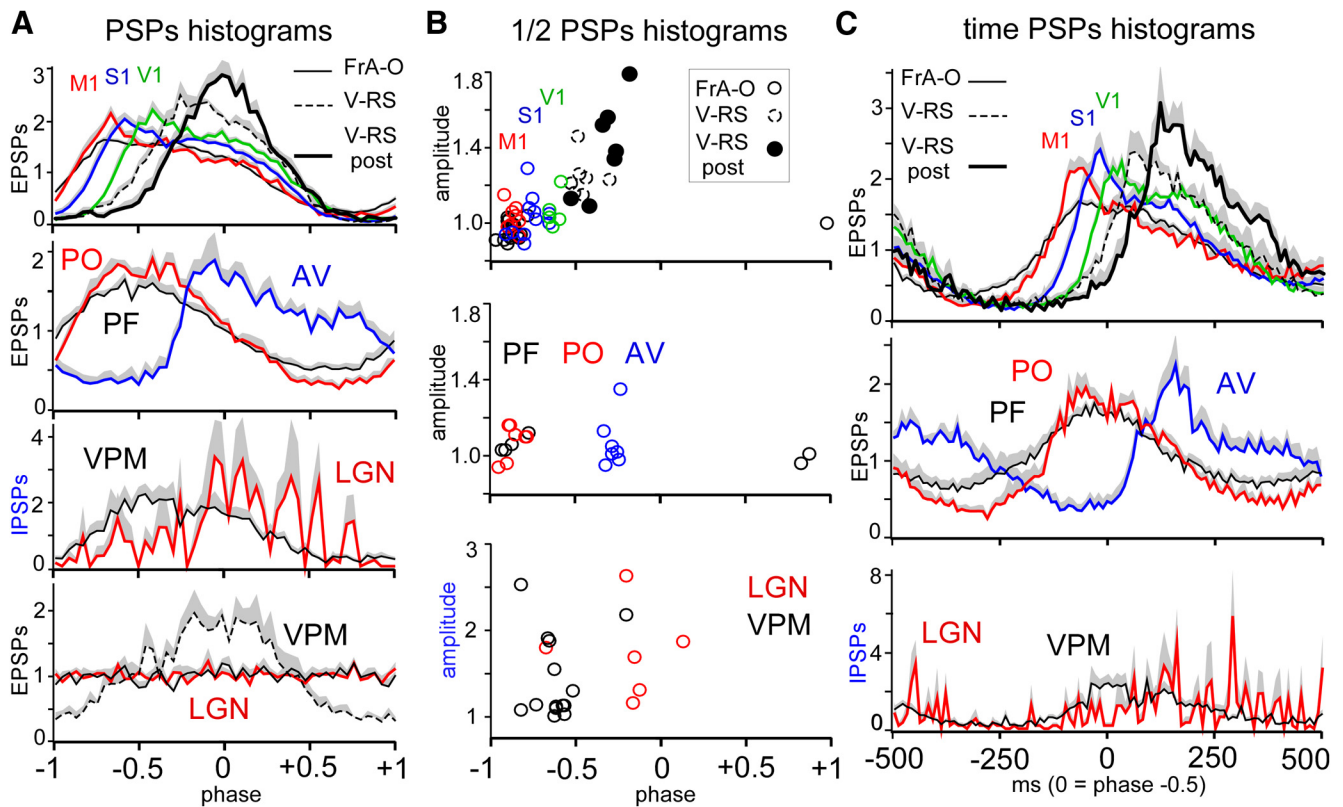 A PSPs histograms
B 1/2 PSPs histograms
C time PSPs histograms
M1 S1 V1
FrA-O
V-RS
V-RS post
EPSPs
3
2
1
0
PO
PF
AV
EPSPs
2
1
0
VPM
LGN
IPSPs
4
2
0
VPM
LGN
EPSPs
2
1
0
-1 -0.5 0 +0.5 +1
phase
amplitude
1.8
1.4
1.0
M1 S1 V1
FrA-O
V-RS
V-RS post
amplitude
1.8
1.4
1.0
PF PO AV
amplitude
3
2
1
LGN
VPM
-1 -0.5 0 +0.5 +1
phase
FrA-O
V-RS
V-RS post
M1 S1 V1
EPSPs
3
2
1
0
PO
PF
AV
EPSPs
2
1
0
LGN
VPM
IPSPs
8
4
0
-500 -250 0 250 500
ms (0 = phase -0.5)